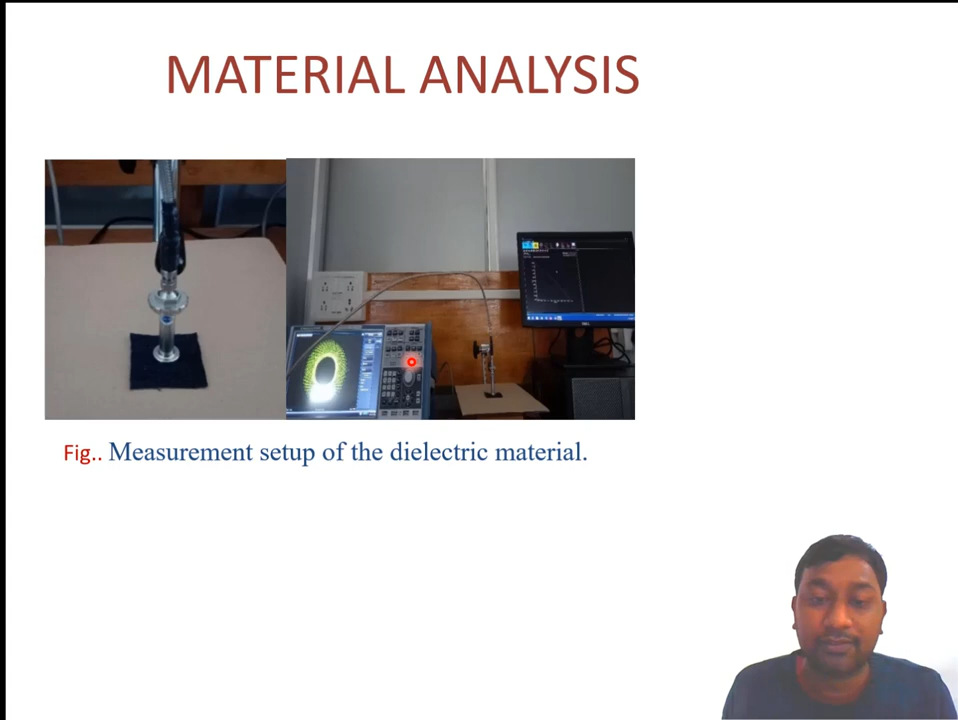 MATERIAL ANALYSIS
Fig.. Measurement setup of the dielectric material.